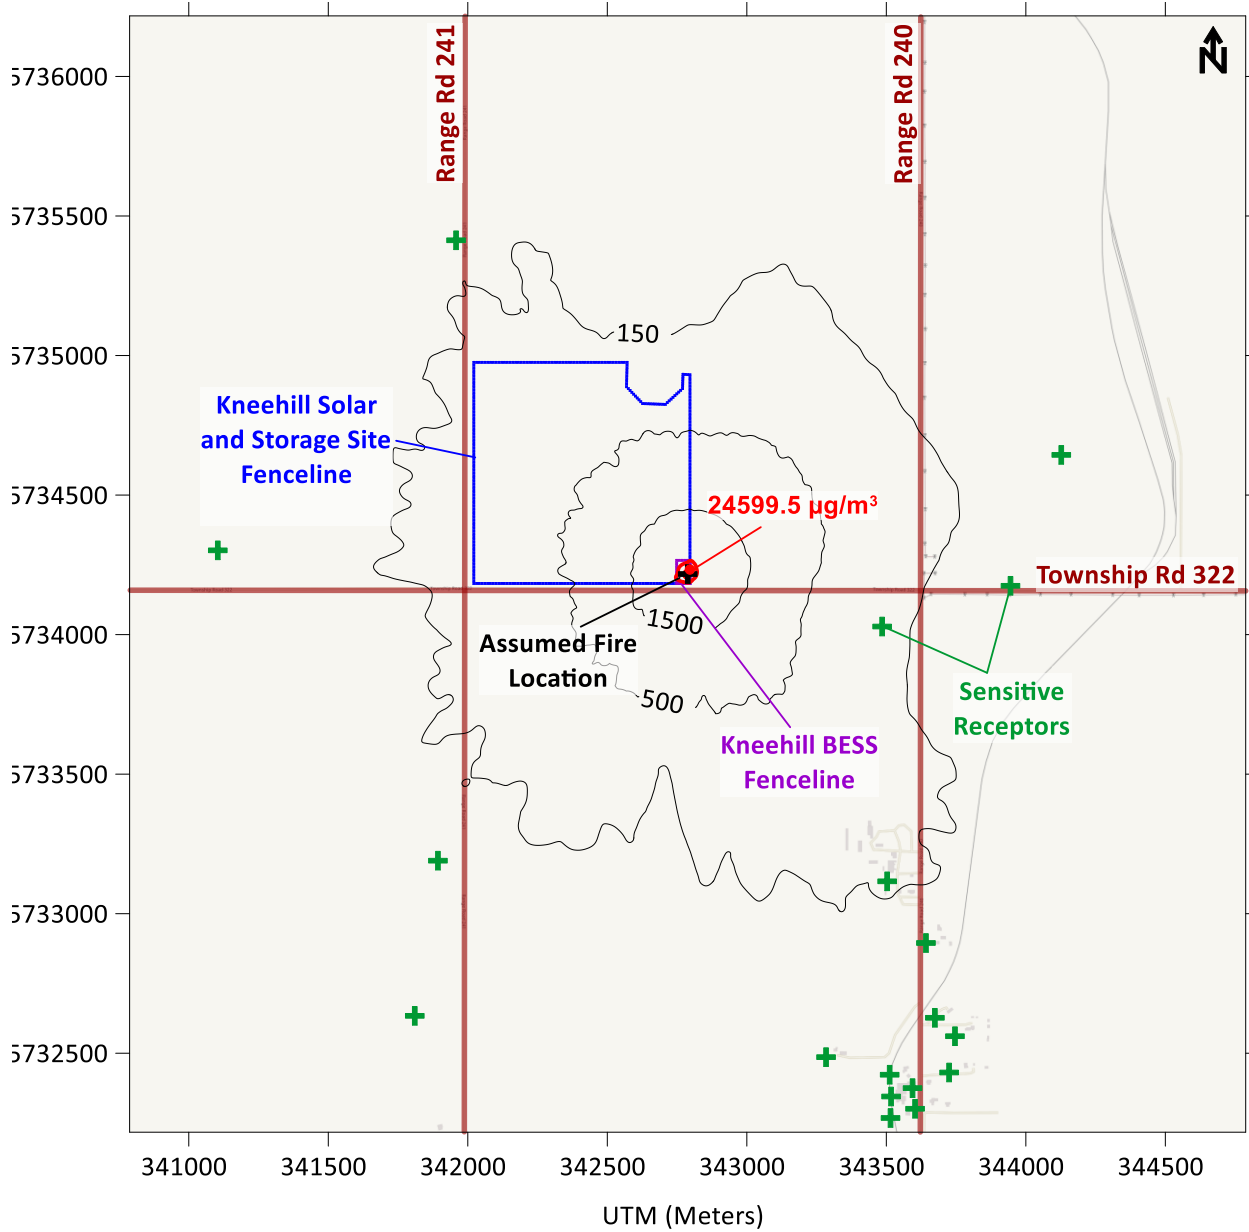 Range Rd 241
Range Rd 240
N
5736000
5735500
5735000
5734500
5734000
5733500
5733000
5732500
150
Kneehill Solar
and Storage Site
Fenceline
24599.5 µg/m³
Township Rd 322
1500
Assumed Fire
Location
500
Sensitive
Receptors
Kneehill BESS
Fenceline
341000 341500 342000 342500 343000 343500 344000 344500
UTM (Meters)